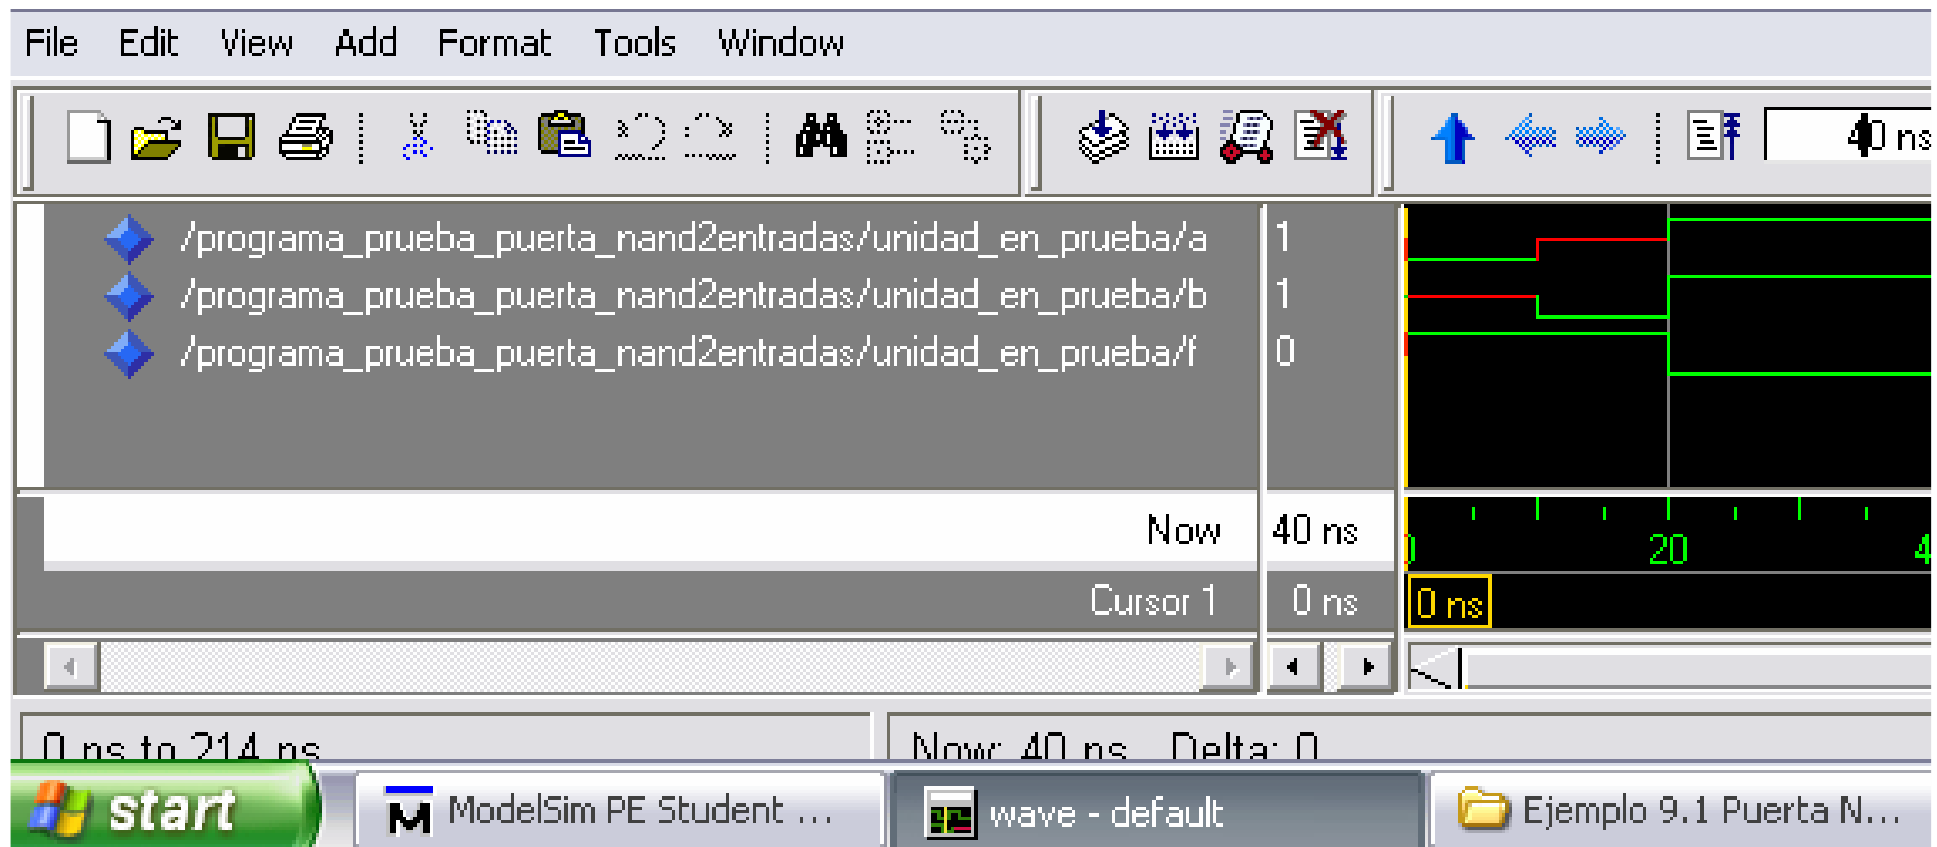 File Edit View Add Format Tools Window
40 ns
/programa_prueba_puerta_nand2entradas/unidad_en_prueba/a 1
/programa_prueba_puerta_nand2entradas/unidad_en_prueba/b 1
/programa_prueba_puerta_nand2entradas/unidad_en_prueba/f 0
Now 40 ns
0 20 4
Cursor 1 0 ns 0 ns
0 ns to 214 ns Now: 40 ns Delta: 0
start ModelSim PE Student ... wave - default Ejemplo 9.1 Puerta N...